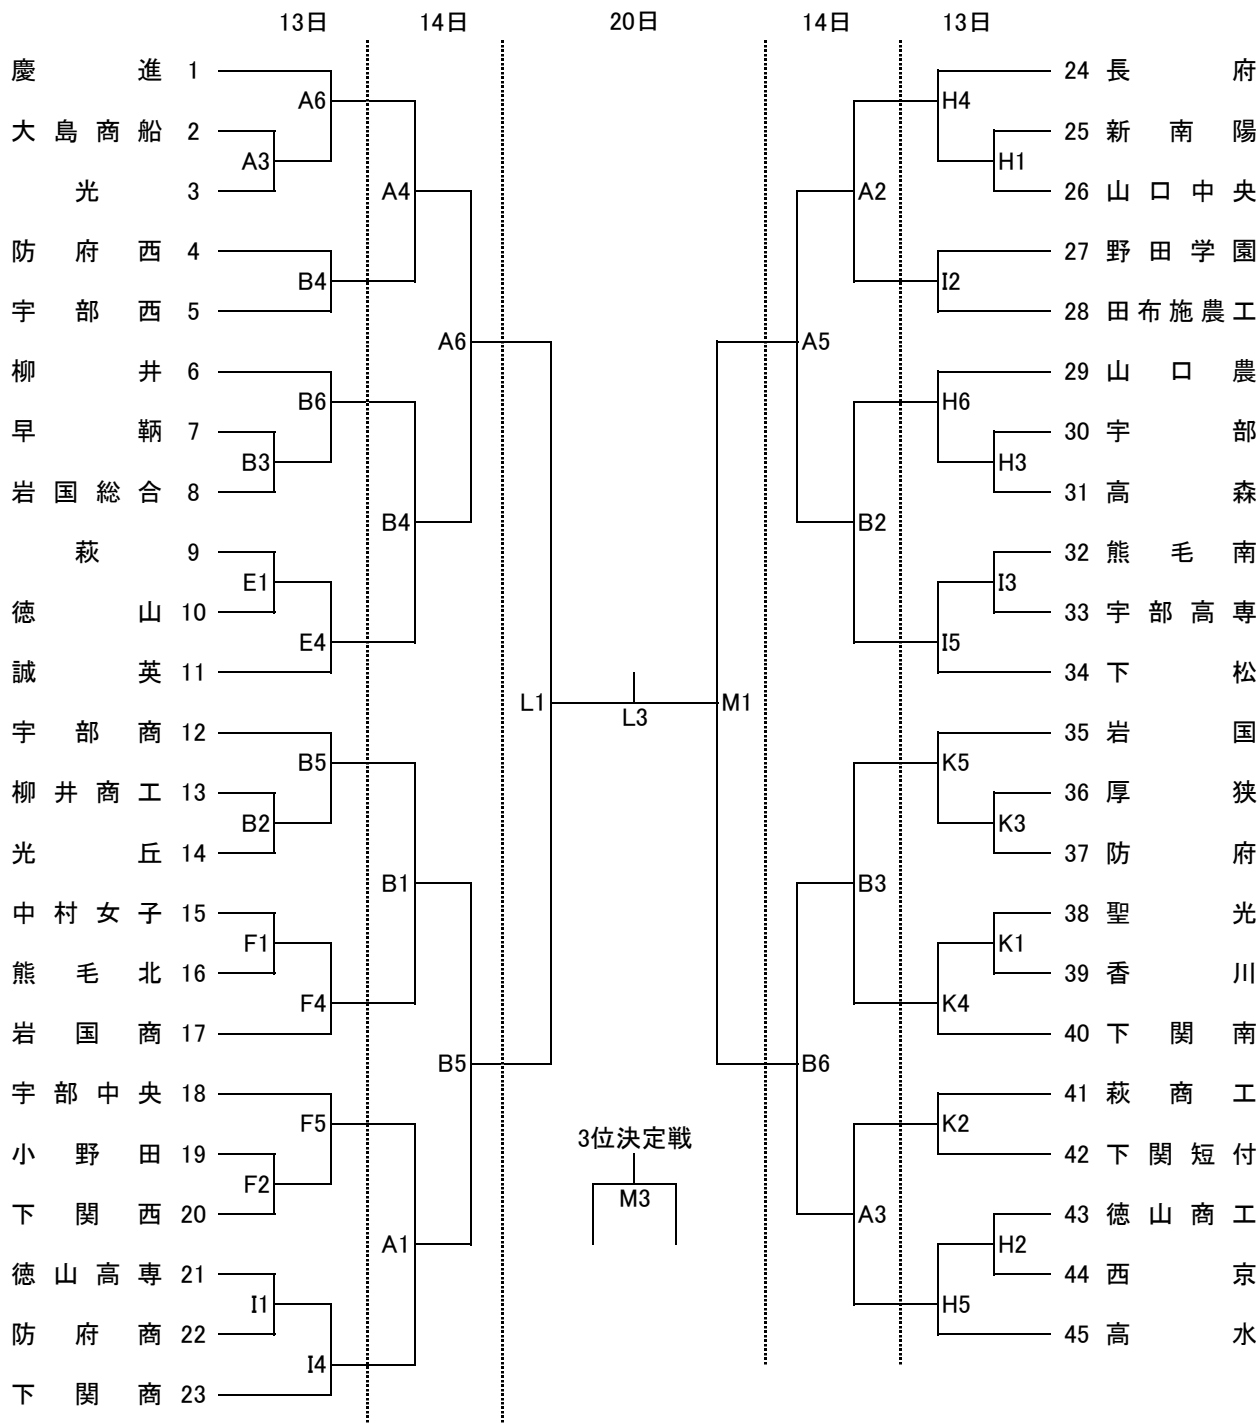 13日 14日 20日 14日 13日
慶進 1 24 長府
A6 H4
大島商船 2 25 新南陽
A3 H1
光 3 A4 A2 26 山口中央
防府西 4 27 野田学園
B4 I2
宇部西 5 28 田布施農工
A6 A5
柳井 6 29 山口農
B6 H6
早鞆 7 30 宇部
B3 H3
岩国総合 8 31 高森
B4 B2
萩 9 32 熊毛南
E1 I3
徳山 10 33 宇部高専
E4 I5
誠英 11 34 下松
L1 L3 M1
宇部商 12 35 岩国
B5 K5
柳井商工 13 36 厚狭
B2 K3
光丘 14 37 防府
B1 B3
中村女子 15 38 聖光
F1 K1
熊毛北 16 39 香川
F4 K4
岩国商 17 40 下関南
B5 B6
宇部中央 18 41 萩商工
F5 K2
3位決定戦
小野田 19 42 下関短付
F2 M3
下関西 20 43 徳山商工
A1 A3 H2
徳山高専 21 44 西京
I1 H5
防府商 22 45 高水
I4
下関商 23